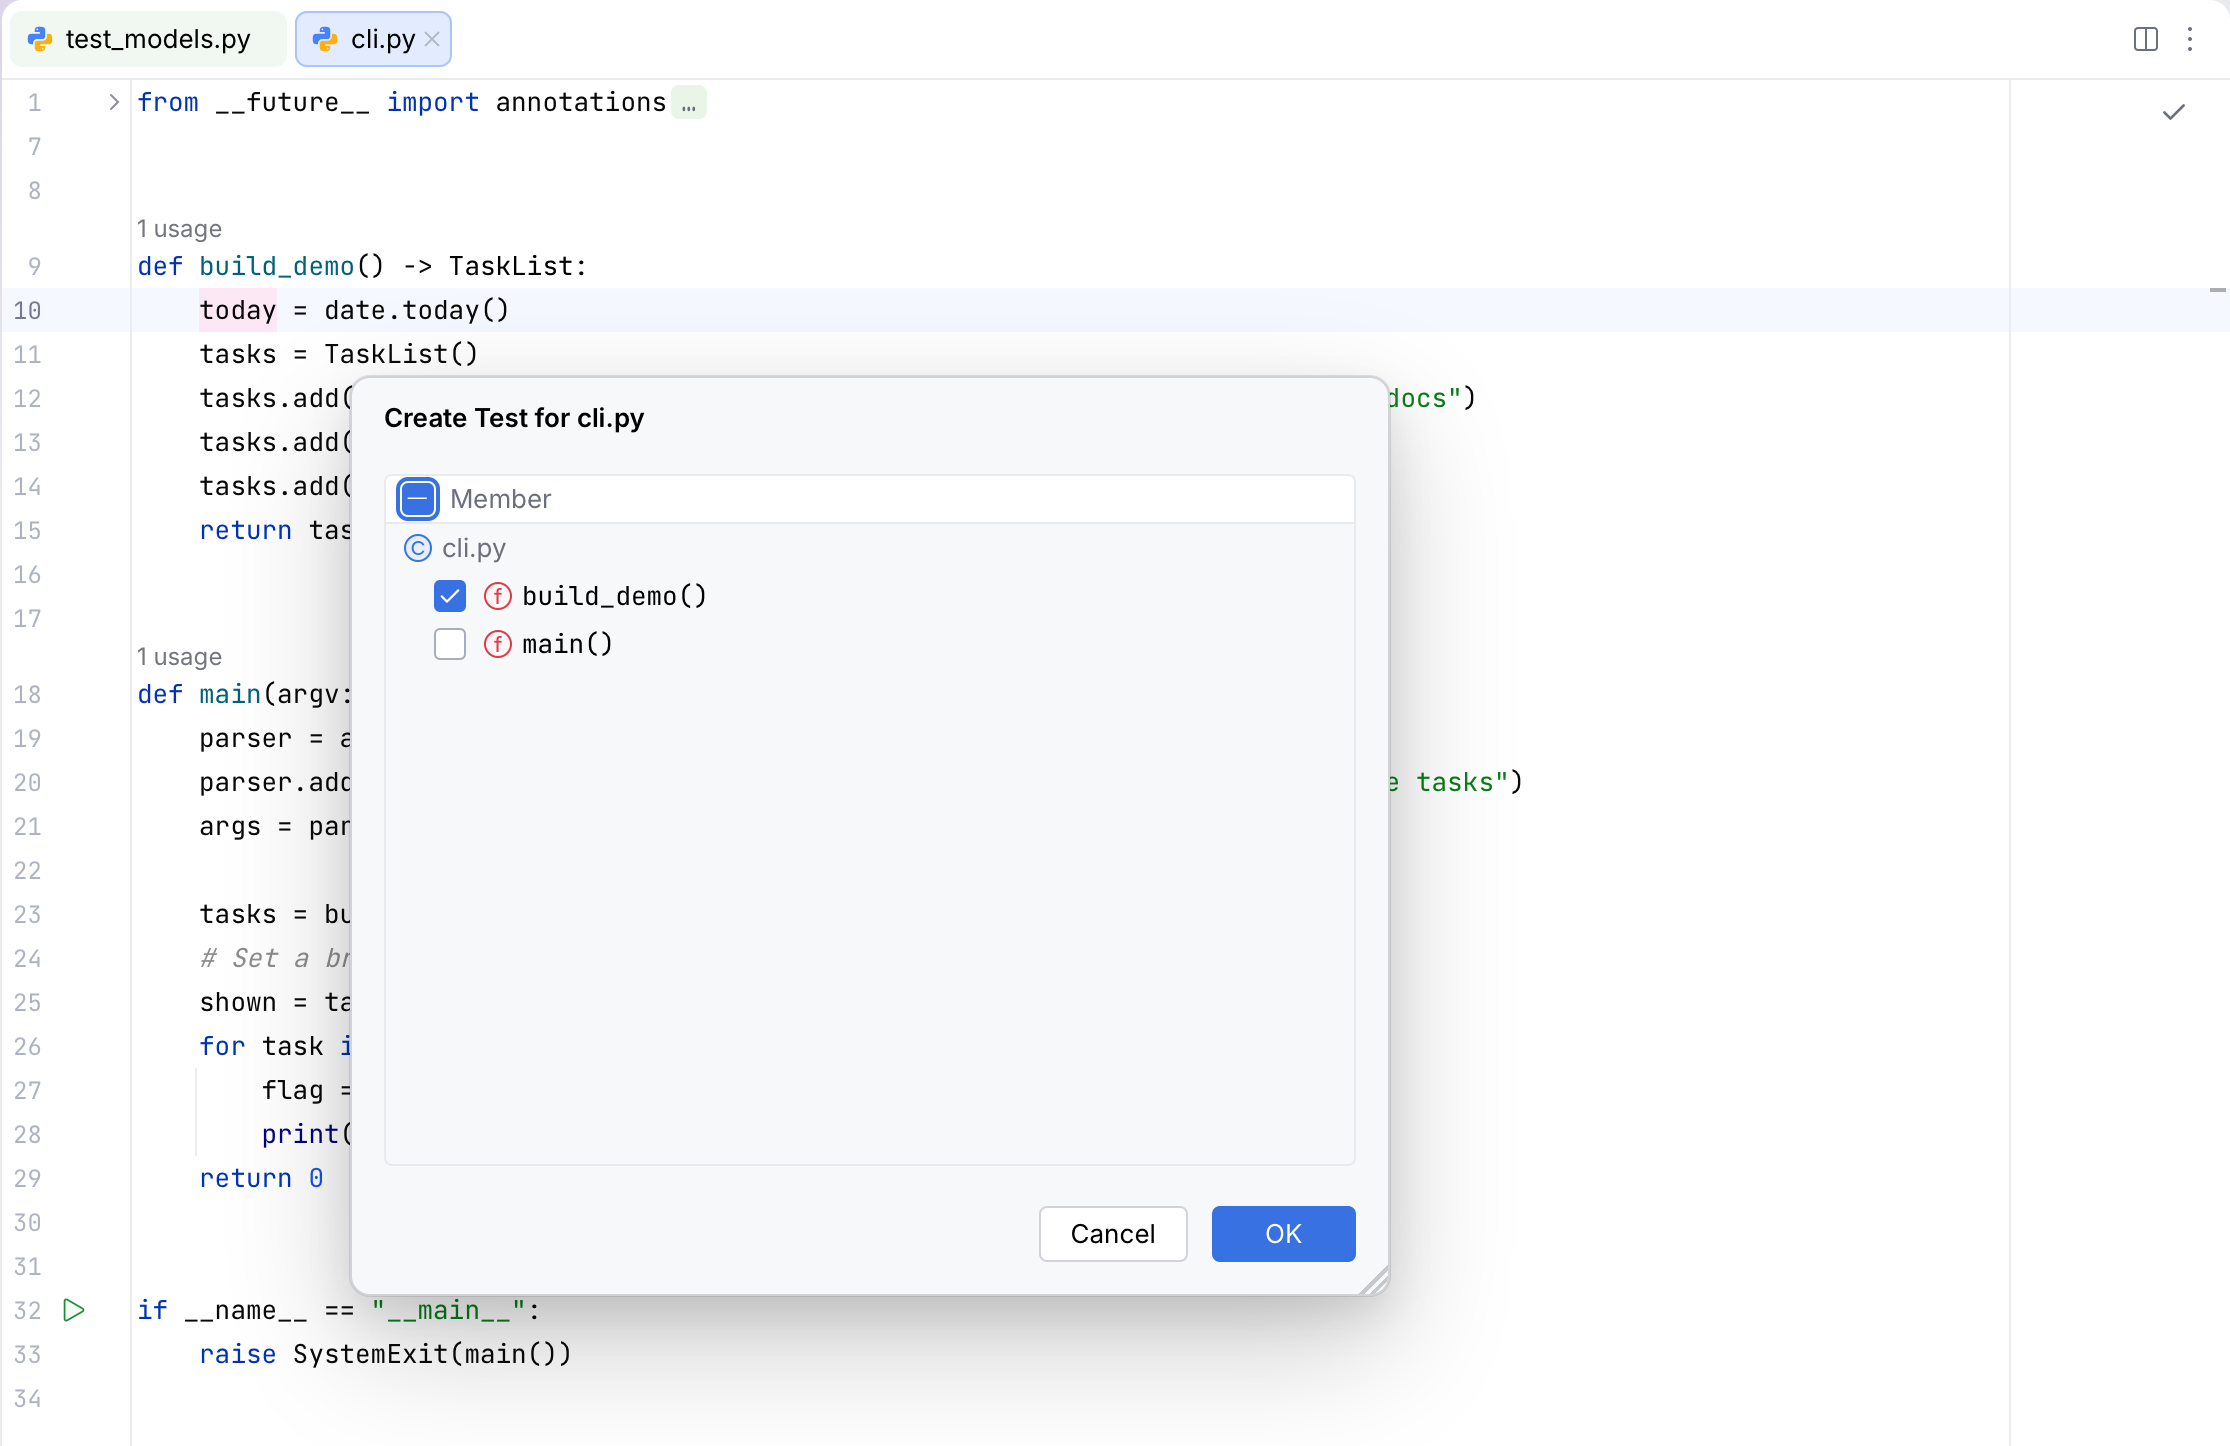 test_models.py
cli.py
1 from __future__ import annotations...
7
8
1 usage
9 def build_demo() -> TaskList:
10 today = date.today()
11 tasks = TaskList()
12 tasks.add( docs")
13 tasks.add(
14 tasks.add(
15 return tas
16
17
1 usage
18 def main(argv:
19 parser = a
20 parser.add e tasks")
21 args = par
22
23 tasks = bu
24 # Set a br
25 shown = ta
26 for task i
27 flag =
28 print(
29 return 0
30
31
32 if __name__ == "__main__":
33 raise SystemExit(main())
34
Create Test for cli.py
Member
cli.py
build_demo()
main()
Cancel
OK